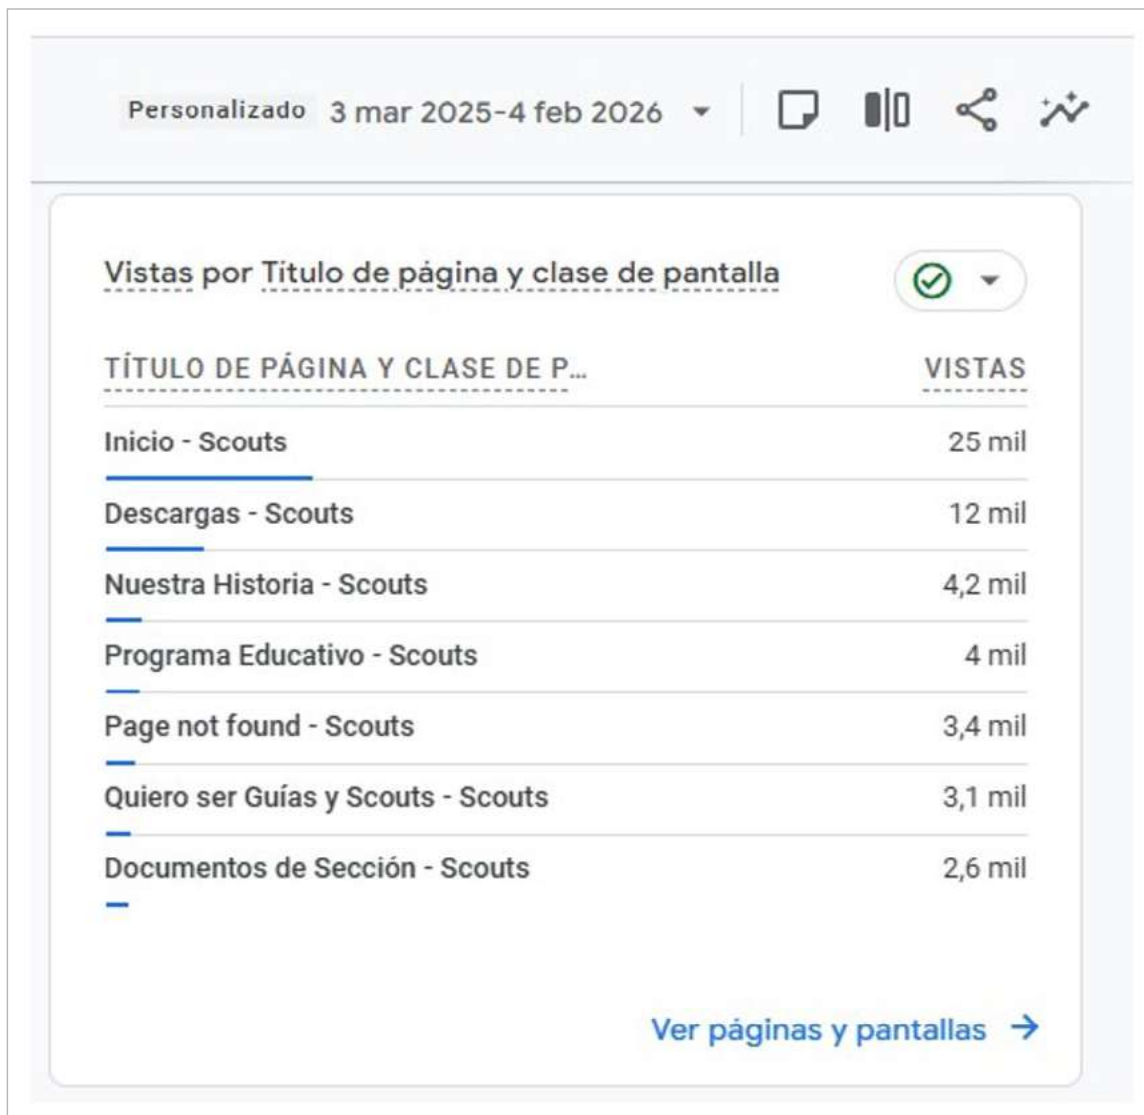 Personalizado 3 mar 2025-4 feb 2026
Vistas por Título de página y clase de pantalla
TÍTULO DE PÁGINA Y CLASE DE P... VISTAS
Inicio - Scouts 25 mil
Descargas - Scouts 12 mil
Nuestra Historia - Scouts 4,2 mil
Programa Educativo - Scouts 4 mil
Page not found - Scouts 3,4 mil
Quiero ser Guías y Scouts - Scouts 3,1 mil
Documentos de Sección - Scouts 2,6 mil
Ver páginas y pantallas